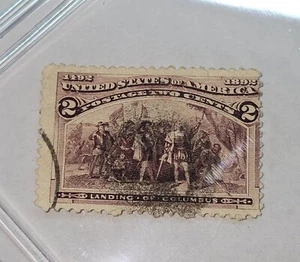 1492 1892
UNITED STATES OF AMERICA
POSTAGE TWO CENTS
2 2
LANDING OF COLUMBUS